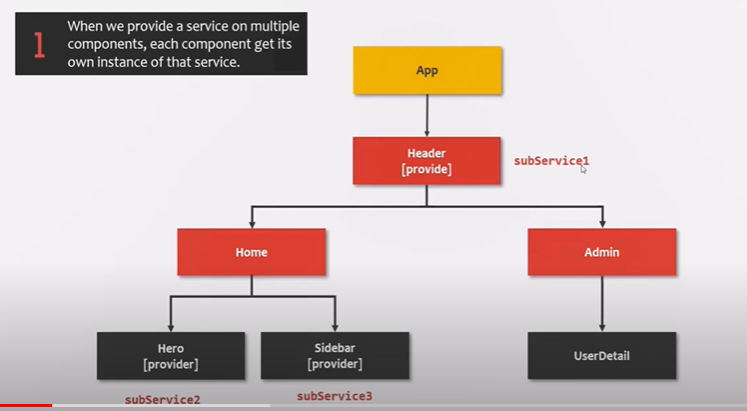 1
When we provide a service on multiple
components, each component get its
own instance of that service.
App
Header
[provide]
subService1
Home
Admin
Hero
[provider]
Sidebar
[provider]
UserDetail
subService2
subService3